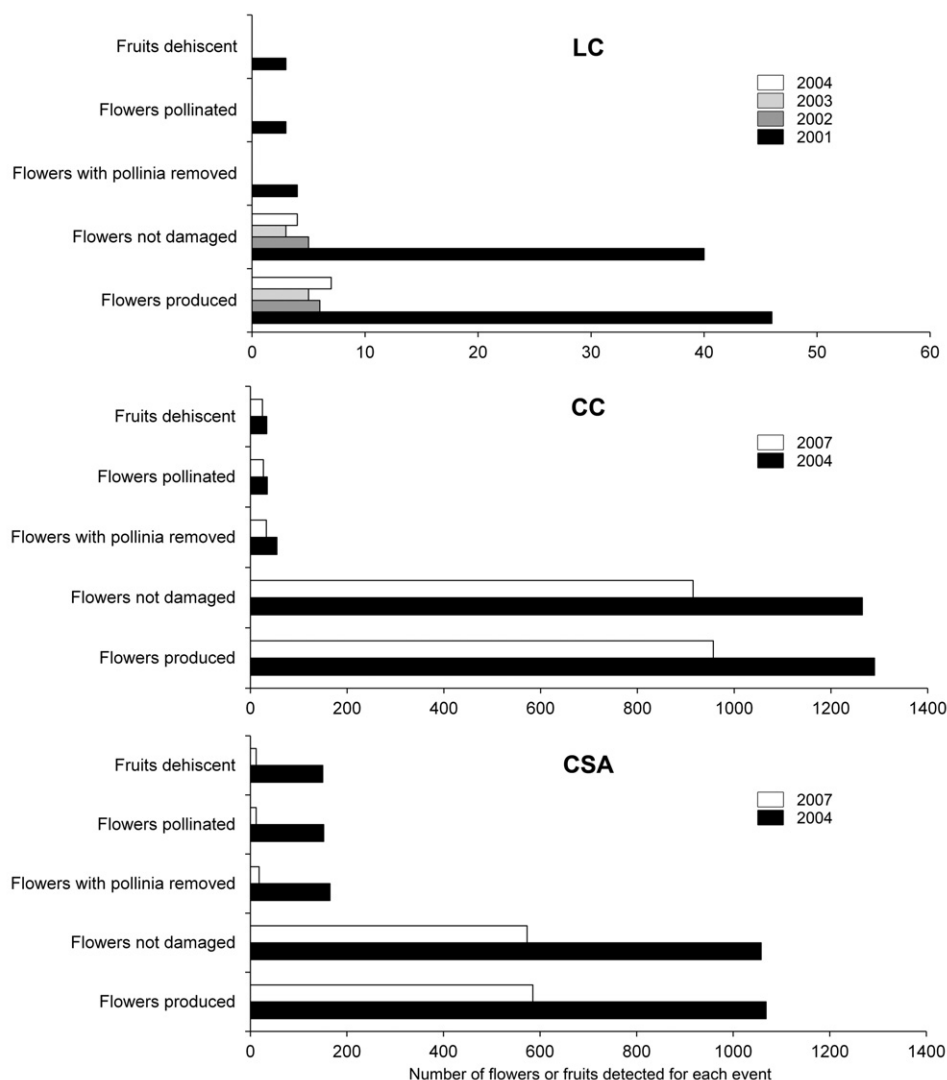 LC
Fruits dehiscent
Flowers pollinated
Flowers with pollinia removed
Flowers not damaged
Flowers produced
2004
2003
2002
2001
0 10 20 30 40 50 60
CC
Fruits dehiscent
Flowers pollinated
Flowers with pollinia removed
Flowers not damaged
Flowers produced
2007
2004
0 200 400 600 800 1000 1200 1400
CSA
Fruits dehiscent
Flowers pollinated
Flowers with pollinia removed
Flowers not damaged
Flowers produced
2007
2004
0 200 400 600 800 1000 1200 1400
Number of flowers or fruits detected for each event